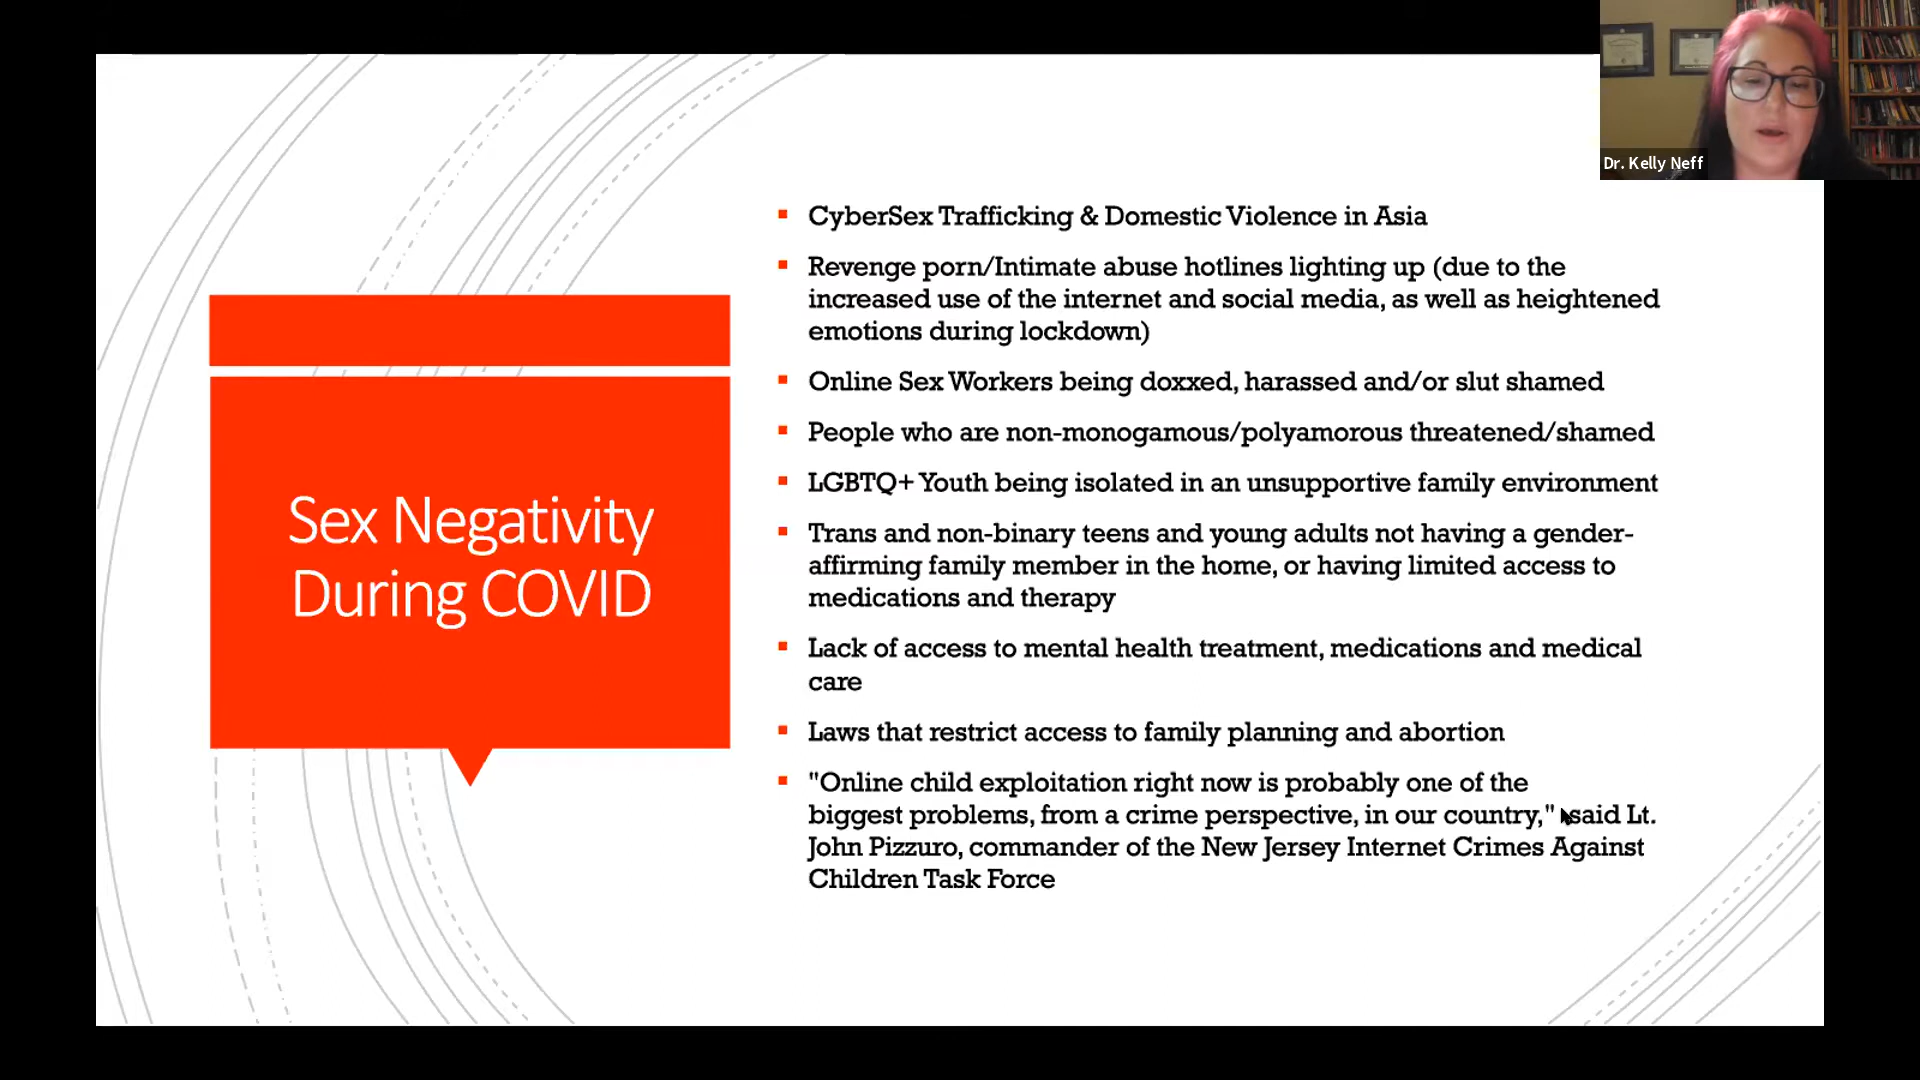 Dr. Kelly Neff
Sex Negativity
During COVID
CyberSex Trafficking & Domestic Violence in Asia
Revenge porn/Intimate abuse hotlines lighting up (due to the
increased use of the internet and social media, as well as heightened
emotions during lockdown)
Online Sex Workers being doxxed, harassed and/or slut shamed
People who are non-monogamous/polyamorous threatened/shamed
LGBTQ+ Youth being isolated in an unsupportive family environment
Trans and non-binary teens and young adults not having a gender-
affirming family member in the home, or having limited access to
medications and therapy
Lack of access to mental health treatment, medications and medical
care
Laws that restrict access to family planning and abortion
"Online child exploitation right now is probably one of the
biggest problems, from a crime perspective, in our country," said Lt.
John Pizzuro, commander of the New Jersey Internet Crimes Against
Children Task Force